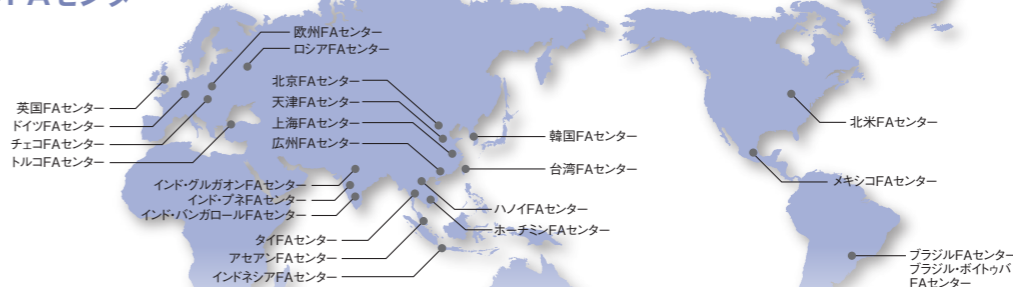 FAセンター
欧州FAセンター
ロシアFAセンター
北京FAセンター
天津FAセンター
上海FAセンター
広州FAセンター
英国FAセンター
ドイツFAセンター
チェコFAセンター
トルコFAセンター
インド・グルガオンFAセンター
インド・プネFAセンター
インド・バンガロールFAセンター
タイFAセンター
アセアンFAセンター
インドネシアFAセンター
韓国FAセンター
台湾FAセンター
ハノイFAセンター
ホーチミンFAセンター
北米FAセンター
メキシコFAセンター
ブラジルFAセンター
ブラジル・ボイトゥバ
FAセンター